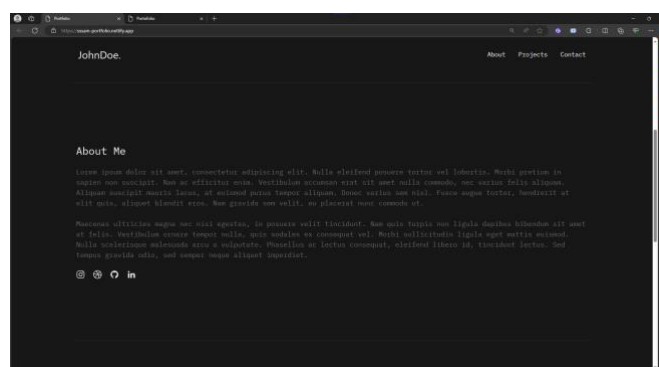 Portfolio
Portfolio
JohnDoe.
About Projects Contact
About Me
Lorem ipsum dolor sit amet, consectetur adipiscing elit. Nulla eleifend posuere tortor vel lobortis. Morbi pretium in
sapien non suscipit. Nam ac efficitur enim. Vestibulum accumsan erat sit amet nulla commodo, nec varius felis aliquam.
Aliquam suscipit mauris lacus, at euismod purus tempor aliquam. Donec varius sem nisl. Fusce augue tortor, hendrerit at
elit quis, aliquet blandit eros. Nam gravida sem velit, eu placerat nunc commodo ut.
Maecenas ultricies magna nec nisi egestas, in posuere velit tincidunt. Nam quis turpis non ligula dapibus bibendum sit amet
at felis. Vestibulum ornare tempor nulla, quis sodales ex consequat vel. Morbi sollicitudin ligula eget mattis euismod.
Nulla scelerisque malesuada arcu a vulputate. Phasellus ac lectus consequat, eleifend libero id, tincidunt lectus. Sed
tempus gravida odio, sed semper neque aliquet imperdiet.
in